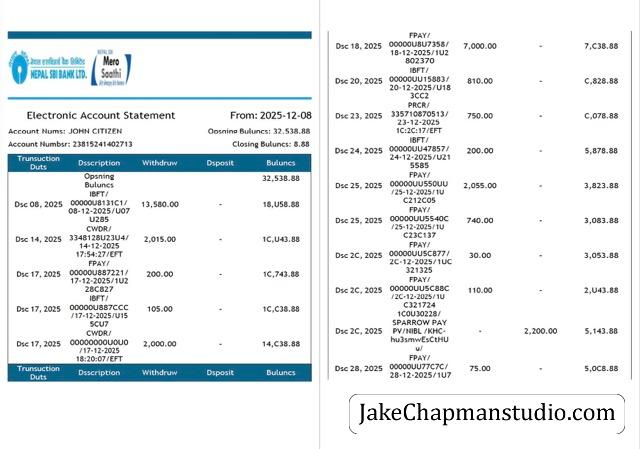 नेपाल एसबिआई बैंक लिमिटेड
NEPAL SBI BANK LTD.
NEPAL SBI
Mero
Saathi
Electronic Account Statement From: 2025-12-08
Account Nums: JOHN CITIZEN Opsning Buluncs: 32.538.88
Account Numbsr: 23815241402713 Closing Buluncs: 8.88
Trunsuction Duts Dsscription Withdruw Dsposit Buluncs
Opsning
Buluncs 32,538.88
IBFT/
Dsc 08, 2025 00000U8131C1/ 13,580.00 - 18,U58.88
08-12-2025/U07
U285
CWDR/
Dsc 14, 2025 3348128U23U4/ 2,015.00 - 1C,U43.88
14-12-2025
17:54:27/EFT
FPAY/
Dsc 17, 2025 00000U887221/ 200.00 - 1C,743.88
17-12-2025/1U2
28C827
IBFT/
Dsc 17, 2025 00000U887CCC 105.00 - 1C,C38.88
/17-12-2025/U15
5CU7
CWDR/
Dsc 17, 2025 00000000U0U0 2,000.00 - 14,C38.88
/17-12-2025
18:20:07/EFT
Trunsuction Duts Dsscription Withdruw Dsposit Buluncs
FPAY/
Dsc 18, 2025 00000U8U7358/ 7,000.00 - 7,C38.88
18-12-2025/1U2
802370
IBFT/
Dsc 20, 2025 00000UU15883/ 810.00 - C,828.88
20-12-2025/U18
3CC2
PRCR/
Dsc 23, 2025 335710870513/ 750.00 - C,078.88
23-12-2025
1C:2C:17/EFT
IBFT/
Dsc 24, 2025 00000UU47857/ 200.00 - 5,878.88
24-12-2025/U21
5585
FPAY/
Dsc 25, 2025 00000UU550UU 2,055.00 - 3,823.88
/25-12-2025/1U
C212C05
FPAY/
Dsc 25, 2025 00000UU5540C 740.00 - 3,083.88
/25-12-2025/1U
C23C137
FPAY/
Dsc 2C, 2025 00000UU5C877/ 30.00 - 3,053.88
2C-12-2025/1UC
321325
FPAY/
Dsc 2C, 2025 00000UU5C88C 110.00 - 2,U43.88
/2C-12-2025/1U
C321724
1C0U30228/
SPARROW PAY
Dsc 2C, 2025 PV/NIBL /KHC- - 2,200.00 5,143.88
hu3smwEsCtHU
u/
FPAY/
Dsc 28, 2025 00000UU77C7C/ 75.00 - 5,0C8.88
28-12-2025/1U7
JakeChapmanstudio.com